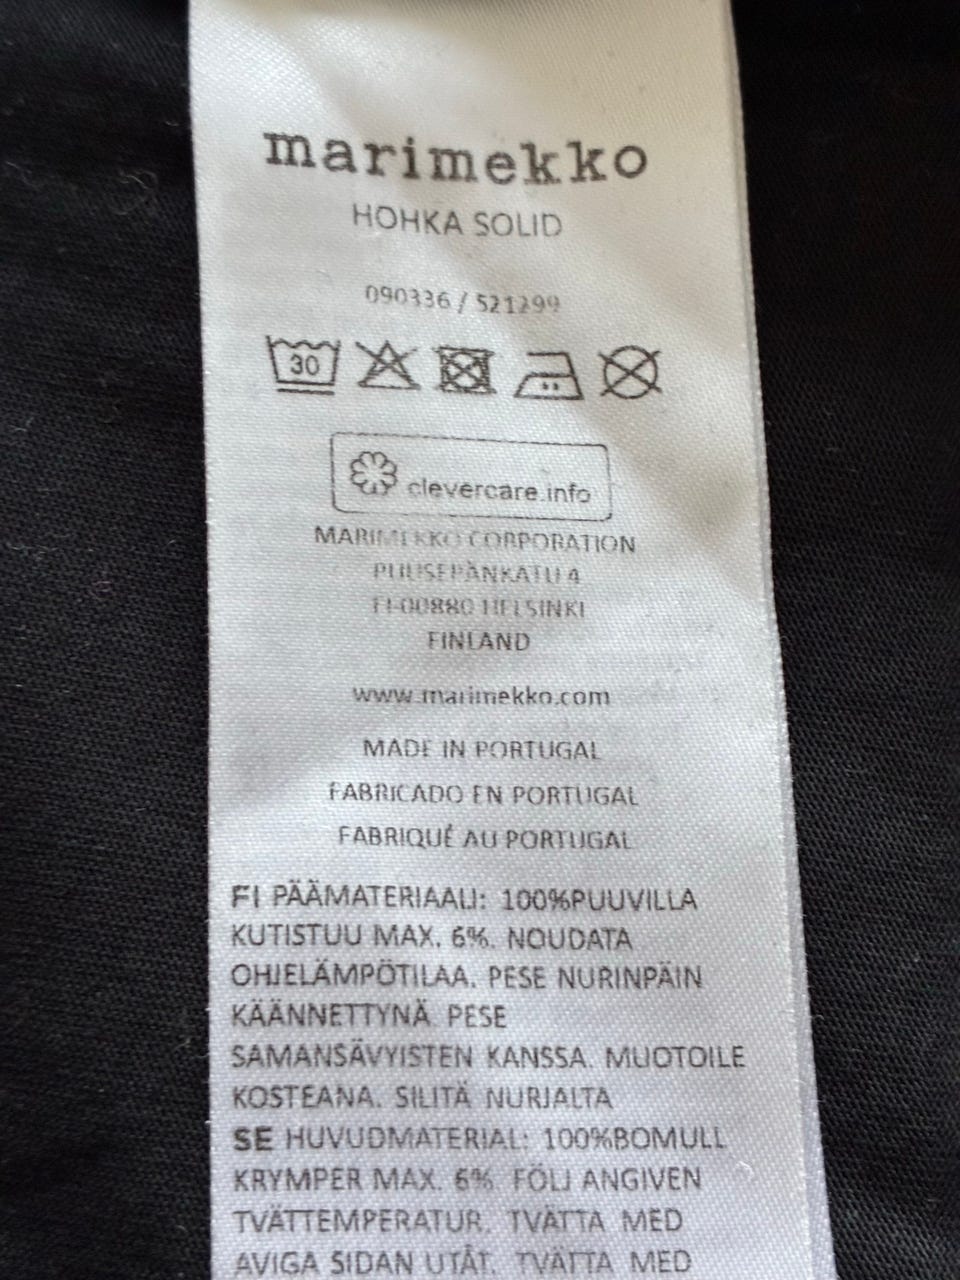 marimekko
HOHKA SOLID
090336 / 521299
30
clevercare.info
MARIMEKKO CORPORATION
PUUSEPÄNKATU 4
FI-00880 HELSINKI
FINLAND
www.marimekko.com
MADE IN PORTUGAL
FABRICADO EN PORTUGAL
FABRIQUÉ AU PORTUGAL
FI PÄÄMATERIAALI: 100%PUUVILLA
KUTISTUU MAX. 6%. NOUDATA
OHJELÄMPÖTILAA. PESE NURINPÄIN
KÄÄNNETTYNÄ. PESE
SAMANSÄVYISTEN KANSSA. MUOTOILE
KOSTEANA. SILITÄ NURJALTA
SE HUVUDMATERIAL: 100%BOMULL
KRYMPER MAX. 6%. FÖLJ ANGIVEN
TVÄTTEMPERATUR. TVÄTTA MED
AVIGA SIDAN UTÅT. TVÄTTA MED